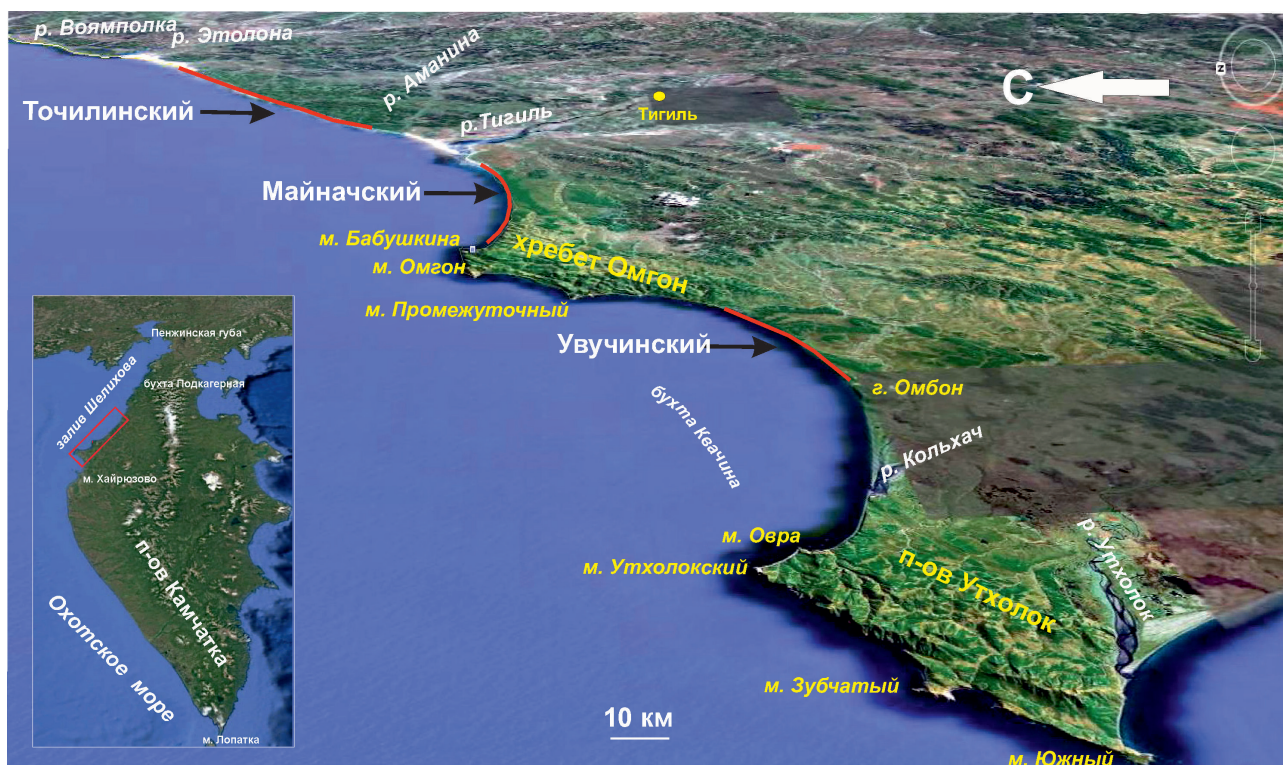 р. Воямполка
р. Этолона
р. Аманина
С
Точилинский
р.Тигиль
Тигиль
Майначский
м. Бабушкина
хребет Омгон
м. Омгон
м. Промежуточный
Увучинский
г. Омбон
бухта Квачина
р. Кольхач
м. Овра
м. Утхолокский
п-ов Утхолок
р. Утхолок
м. Зубчатый
10 км
м. Южный
Пенжинская губа
бухта Подкагерная
залив Шелихова
м. Хайрюзово
п-ов Камчатка
Охотское море
м. Лопатка